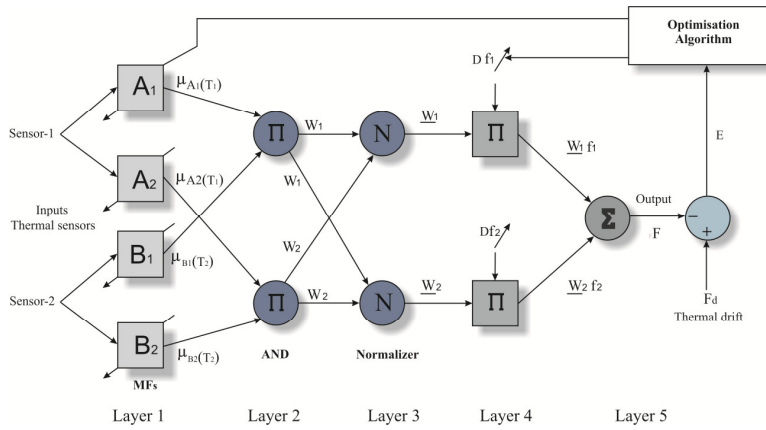 Optimisation
Algorithm
D f1
A1
μA1(T1)
Sensor-1
Π
W1
N
W1
Π
W1 f1
E
A2
μA2(T1)
W1
Inputs
Thermal sensors
Output
F
Σ
−
+
B1
μB1(T2)
W2
Df2
Sensor-2
Π
W2
N
W2
Π
W2 f2
Fd
Thermal drift
B2
μB2(T2)
MFs
AND
Normalizer
Layer 1
Layer 2
Layer 3
Layer 4
Layer 5